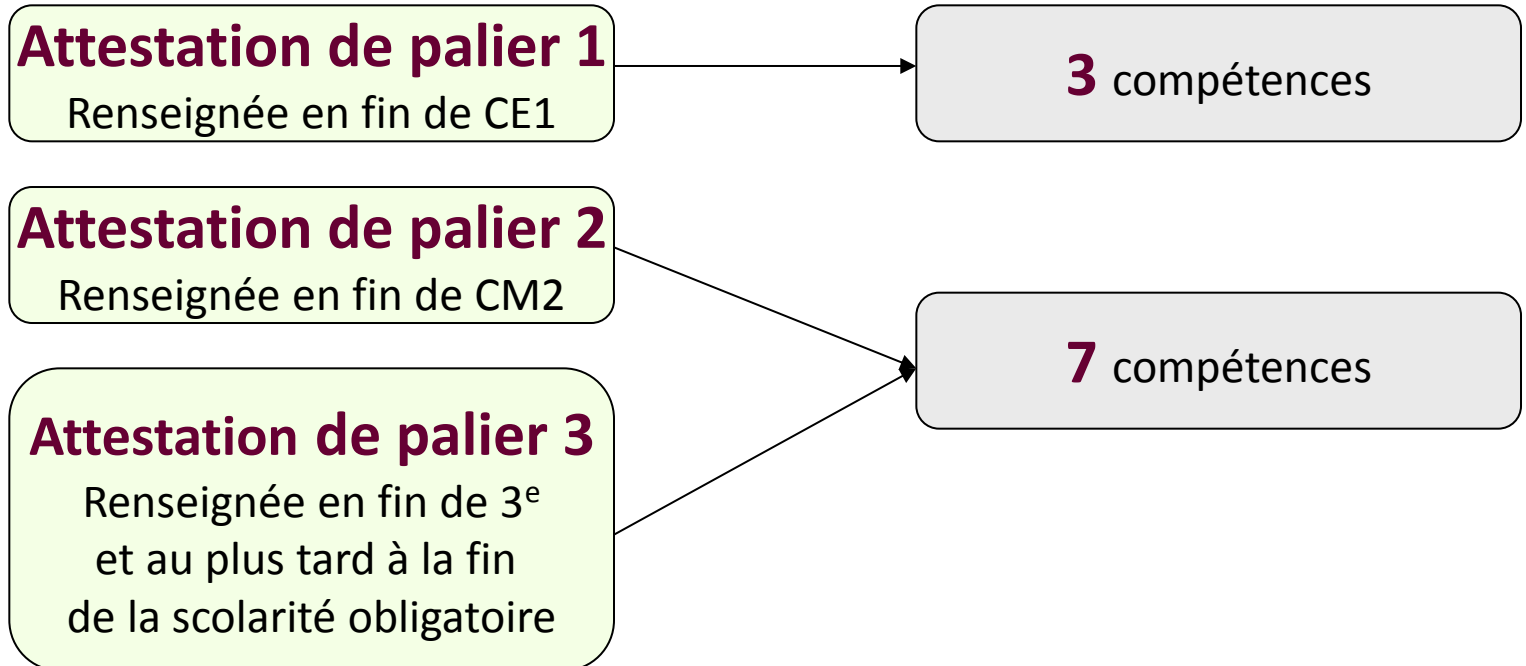 Attestation de palier 1
Renseignée en fin de CE1
3 compétences
Attestation de palier 2
Renseignée en fin de CM2
7 compétences
Attestation de palier 3
Renseignée en fin de 3ᵉ
et au plus tard à la fin
de la scolarité obligatoire